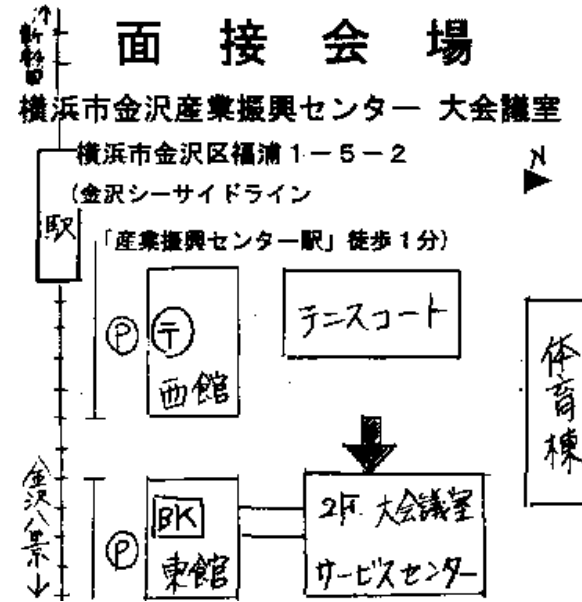 面接会場
横浜市金沢産業振興センター 大会議室
横浜市金沢区福浦1-5-2
(金沢シーサイドライン
「産業振興センター駅」徒歩1分)
↑新杉田
駅
N
P
〒
西館
テニスコート
体育棟
金沢八景↓
P
BK
東館
2F. 大会議室
サービスセンター